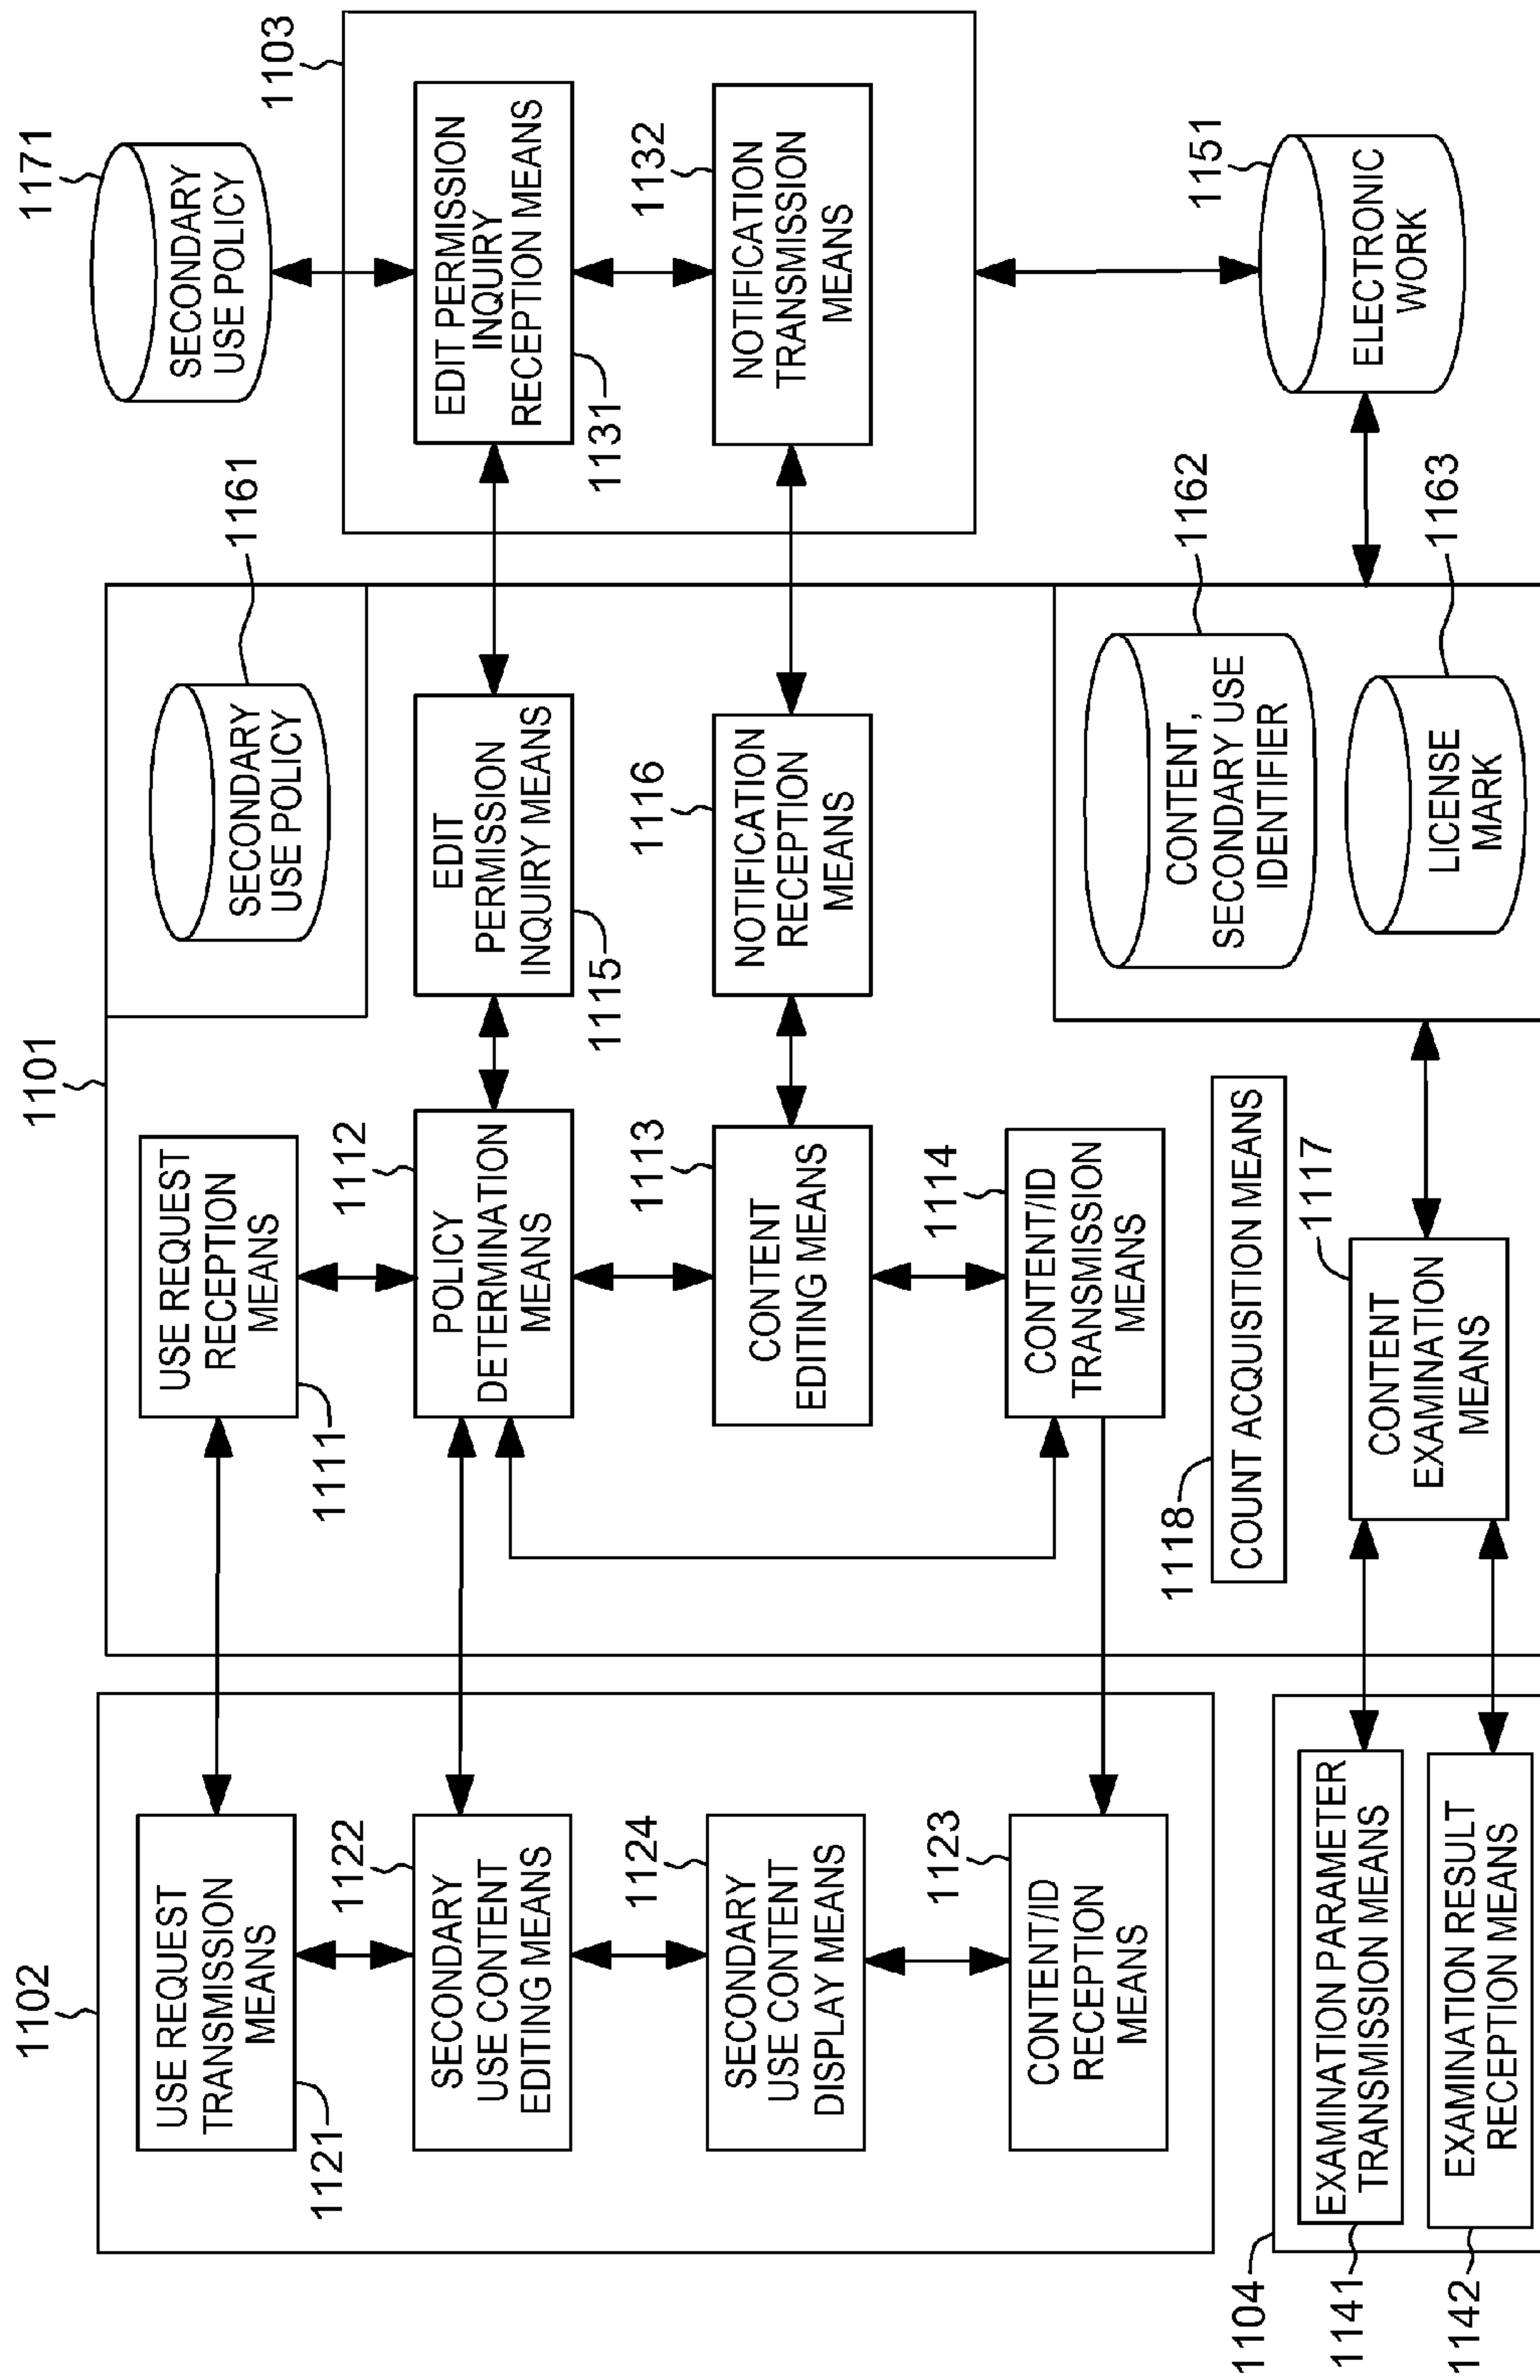 1102
USE REQUEST
TRANSMISSION
MEANS
1121
1122
SECONDARY
USE CONTENT
EDITING MEANS
1124
SECONDARY
USE CONTENT
DISPLAY MEANS
1123
CONTENT/ID
RECEPTION
MEANS
1104
EXAMINATION PARAMETER
TRANSMISSION MEANS
1141
EXAMINATION RESULT
RECEPTION MEANS
1142
1101
USE REQUEST
RECEPTION
MEANS
1111
1112
POLICY
DETERMINATION
MEANS
1113
CONTENT
EDITING MEANS
1114
CONTENT/ID
TRANSMISSION
MEANS
1118
COUNT ACQUISITION MEANS
1117
CONTENT
EXAMINATION
MEANS
1161
SECONDARY
USE POLICY
EDIT
PERMISSION
INQUIRY MEANS
1115
1116
NOTIFICATION
RECEPTION
MEANS
1162
CONTENT,
SECONDARY USE
IDENTIFIER
1163
LICENSE
MARK
1171
SECONDARY
USE POLICY
1103
EDIT PERMISSION
INQUIRY
RECEPTION MEANS
1131
1132
NOTIFICATION
TRANSMISSION
MEANS
1151
ELECTRONIC
WORK